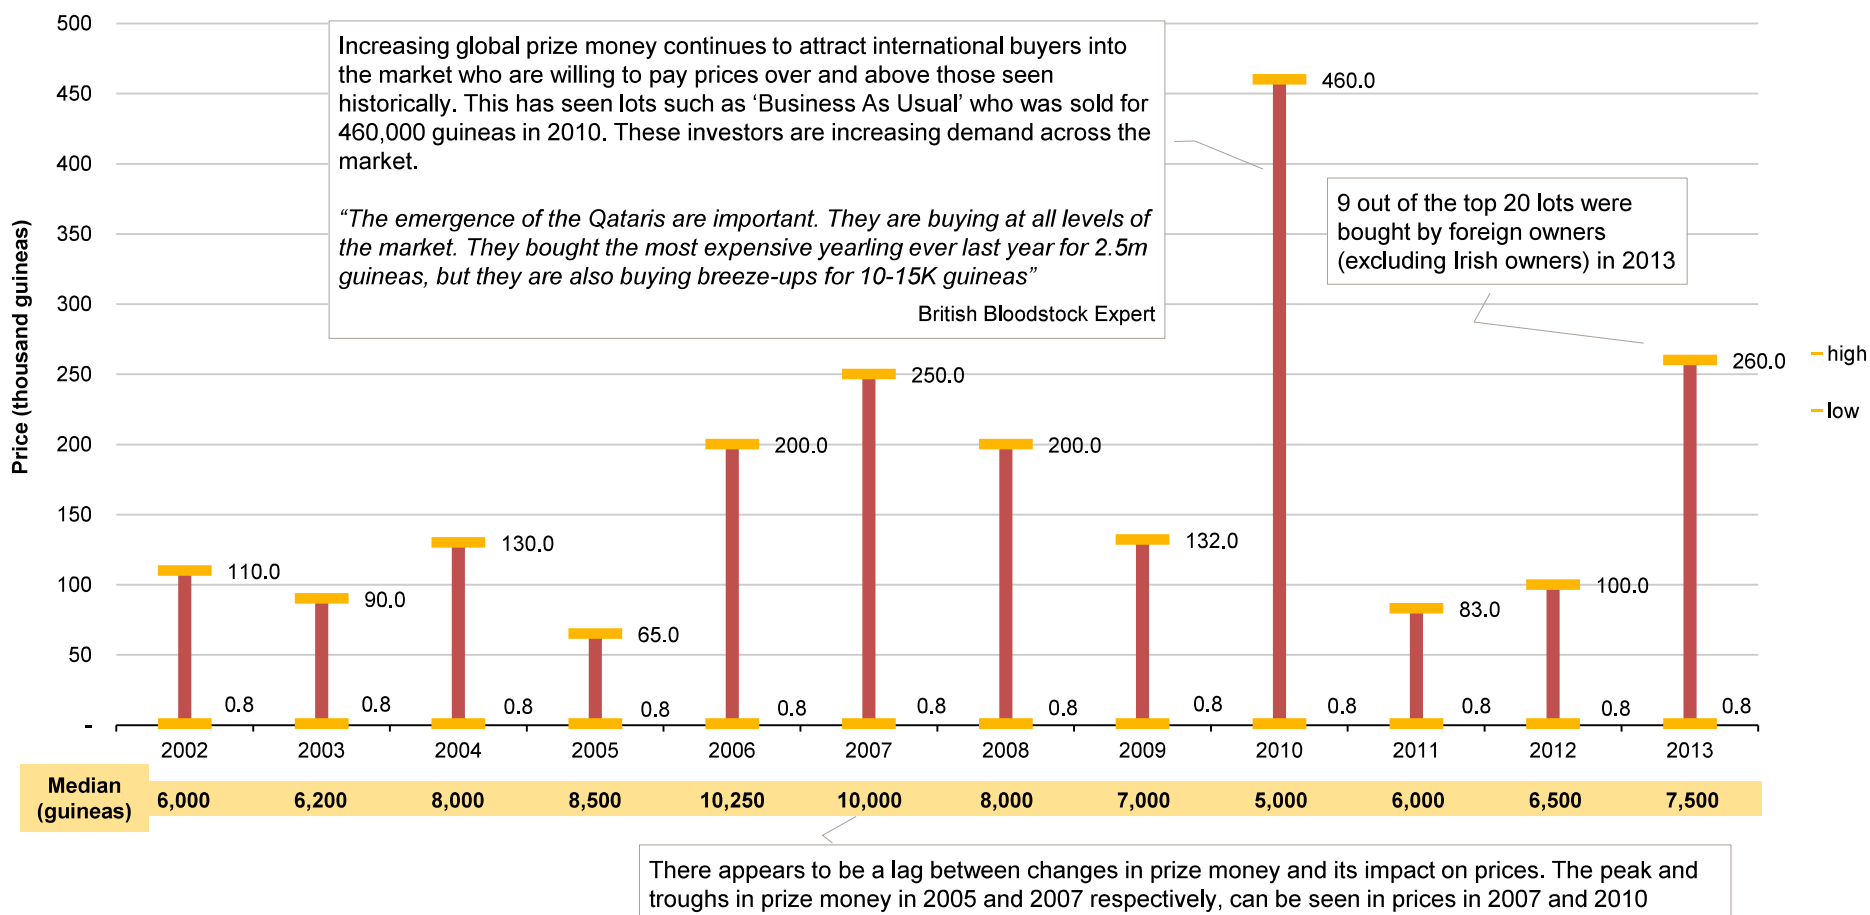 500
450
400
350
300
250
200
150
100
50
-
Price (thousand guineas)
Increasing global prize money continues to attract international buyers into
the market who are willing to pay prices over and above those seen
historically. This has seen lots such as ‘Business As Usual’ who was sold for
460,000 guineas in 2010. These investors are increasing demand across the
market.
“The emergence of the Qataris are important. They are buying at all levels of
the market. They bought the most expensive yearling ever last year for 2.5m
guineas, but they are also buying breeze-ups for 10-15K guineas”
British Bloodstock Expert
9 out of the top 20 lots were
bought by foreign owners
(excluding Irish owners) in 2013
high
low
110.0
90.0
130.0
65.0
200.0
250.0
200.0
132.0
460.0
83.0
100.0
260.0
0.8 0.8 0.8 0.8 0.8 0.8 0.8 0.8 0.8 0.8 0.8 0.8
2002 2003 2004 2005 2006 2007 2008 2009 2010 2011 2012 2013
Median
(guineas)
6,000 6,200 8,000 8,500 10,250 10,000 8,000 7,000 5,000 6,000 6,500 7,500
There appears to be a lag between changes in prize money and its impact on prices. The peak and
troughs in prize money in 2005 and 2007 respectively, can be seen in prices in 2007 and 2010